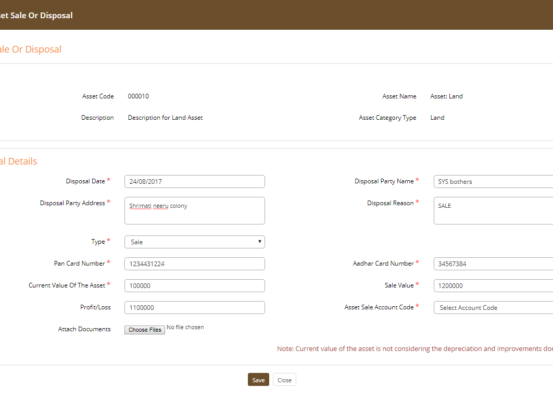 set Sale Or Disposal
ale Or Disposal
Asset Code 000010 Asset Name Asset: Land
Description Description for Land Asset Asset Category Type Land
al Details
Disposal Date * 24/08/2017 Disposal Party Name * SYS bothers
Disposal Party Address * Shrimati neeru colony Disposal Reason * SALE
Type * Sale
Pan Card Number * 1234431224 Aadhar Card Number * 34567384
Current Value Of The Asset * 100000 Sale Value * 1200000
Profit/Loss 1100000 Asset Sale Account Code * Select Account Code
Attach Documents Choose Files No file chosen
Note: Current value of the asset is not considering the depreciation and improvements do
Save Close